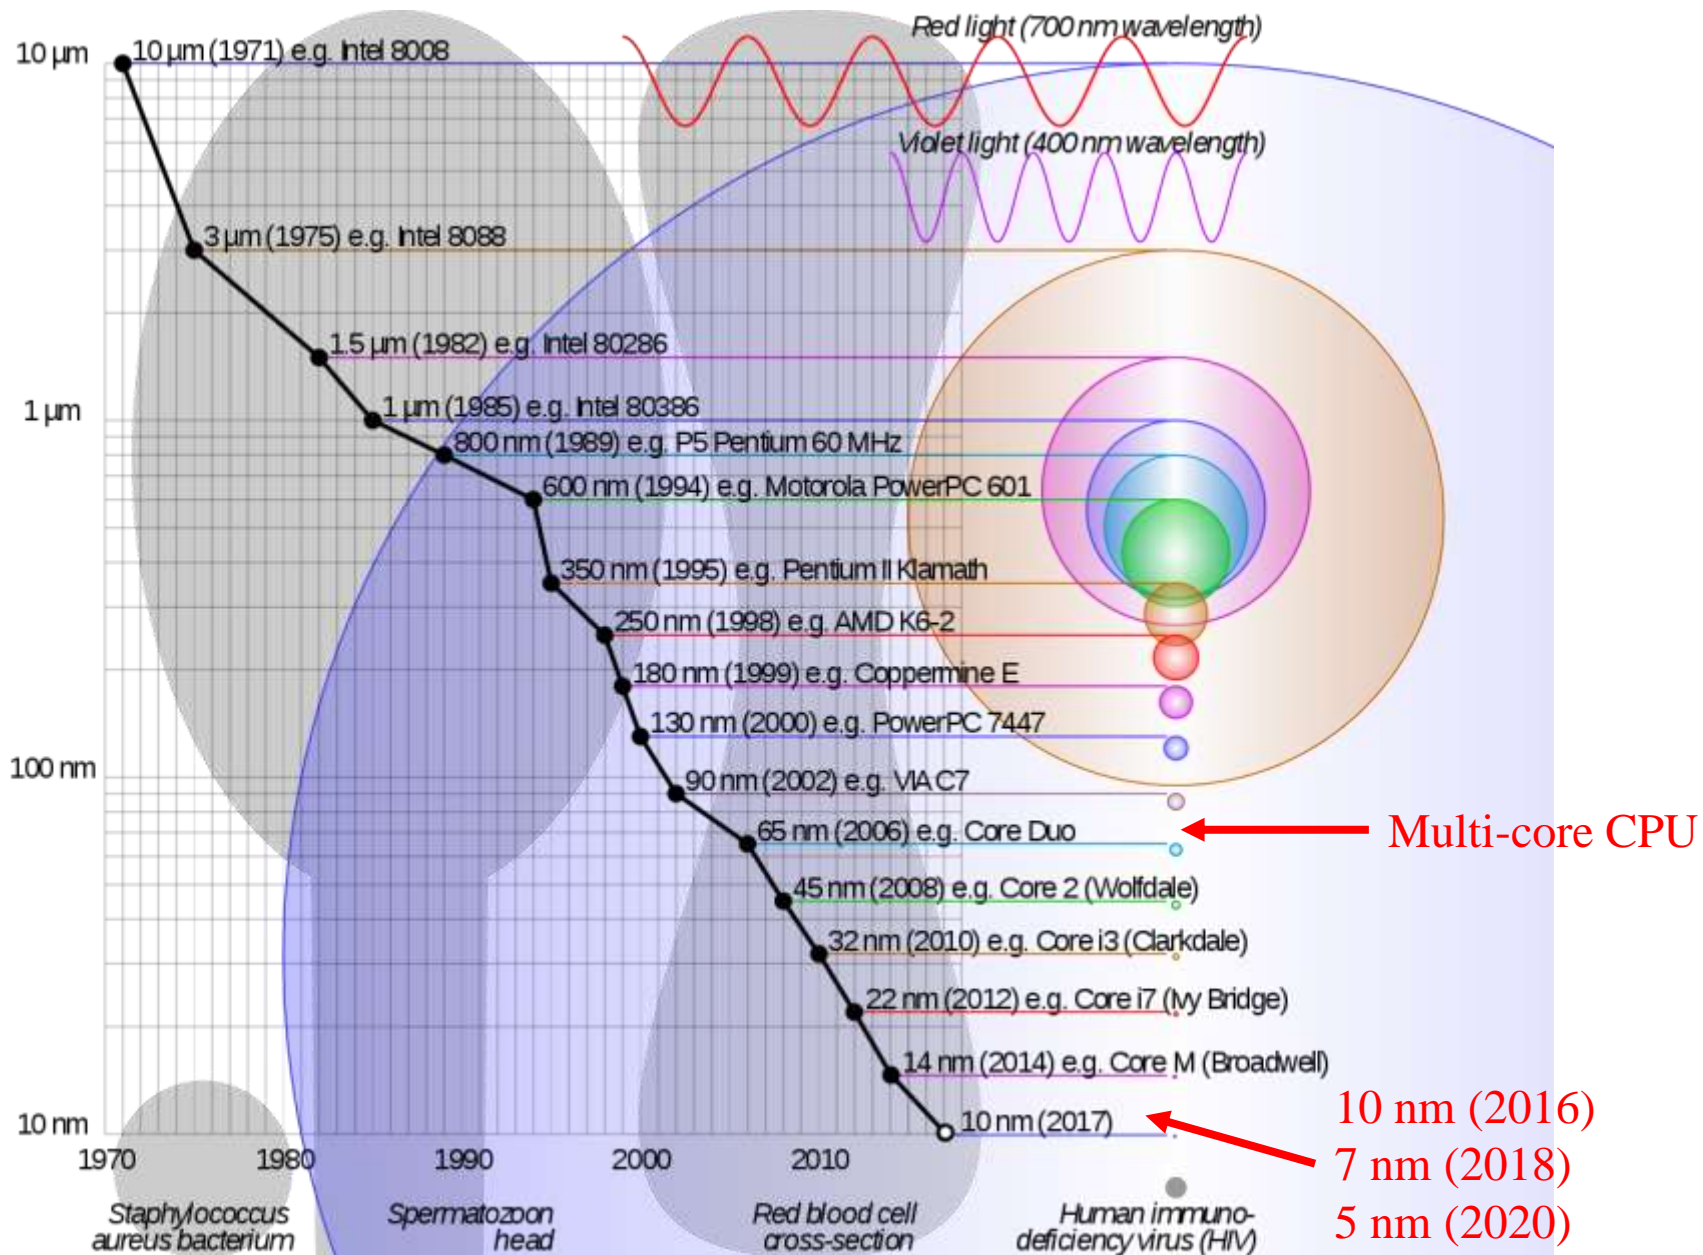 Red light (700 nm wavelength)
10 µm
10 µm (1971) e.g. Intel 8008
Violet light (400 nm wavelength)
3 µm (1975) e.g. Intel 8088
1.5 µm (1982) e.g. Intel 80286
1 µm
1 µm (1985) e.g. Intel 80386
800 nm (1989) e.g. P5 Pentium 60 MHz
600 nm (1994) e.g. Motorola PowerPC 601
350 nm (1995) e.g. Pentium II Klamath
250 nm (1998) e.g. AMD K6-2
180 nm (1999) e.g. Coppermine E
130 nm (2000) e.g. PowerPC 7447
100 nm
90 nm (2002) e.g. VIA C7
65 nm (2006) e.g. Core Duo
Multi-core CPU
45 nm (2008) e.g. Core 2 (Wolfdale)
32 nm (2010) e.g. Core i3 (Clarkdale)
22 nm (2012) e.g. Core i7 (Ivy Bridge)
14 nm (2014) e.g. Core M (Broadwell)
10 nm
10 nm (2017)
10 nm (2016)
7 nm (2018)
5 nm (2020)
1970 1980 1990 2000 2010
Staphylococcus
aureus bacterium
Spermatozoon
head
Red blood cell
cross-section
Human immuno-
deficiency virus (HIV)